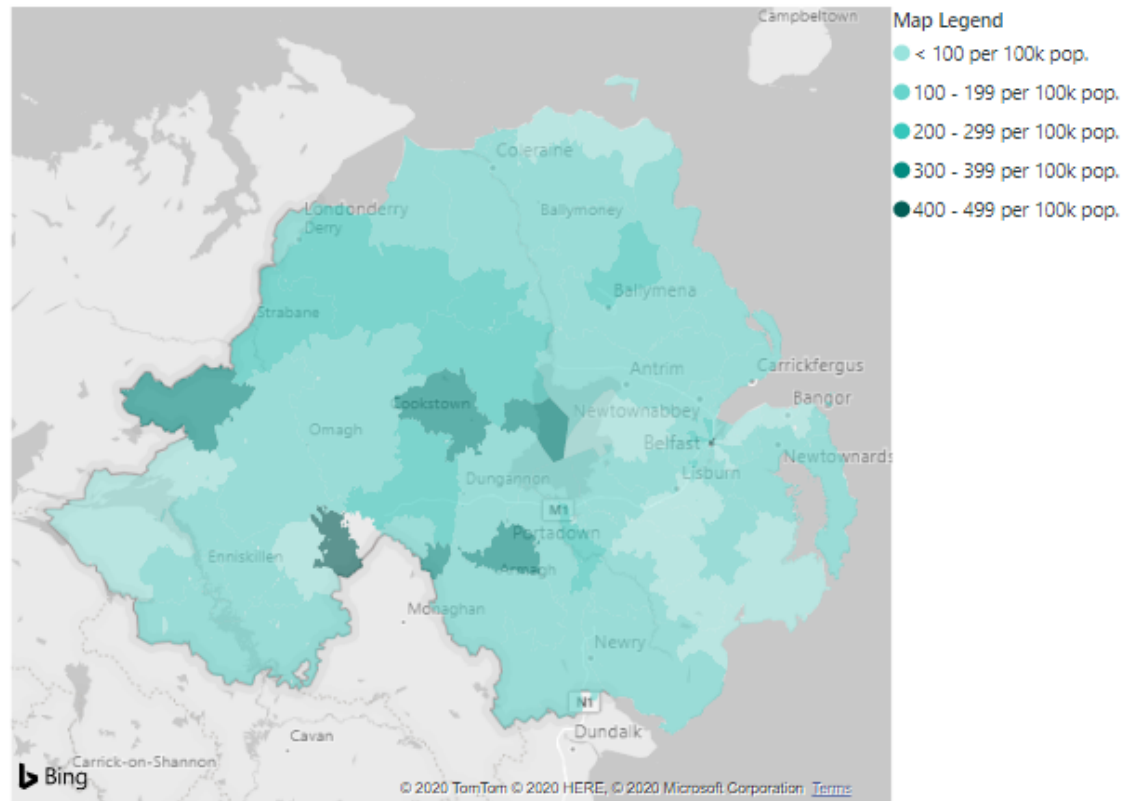 Campbeltown
Map Legend
< 100 per 100k pop.
100 - 199 per 100k pop.
200 - 299 per 100k pop.
300 - 399 per 100k pop.
400 - 499 per 100k pop.
Coleraine
Londonderry
Derry
Ballymoney
Ballymena
Strabane
Antrim
Carrickfergus
Bangor
Cookstown
Newtownabbey
Omagh
Belfast
Newtownards
Lisburn
Dungannon
M1
Portadown
Enniskillen
Armagh
Monaghan
Newry
N1
Dundalk
Cavan
Carrick-on-Shannon
Bing
© 2020 TomTom © 2020 HERE, © 2020 Microsoft Corporation Terms